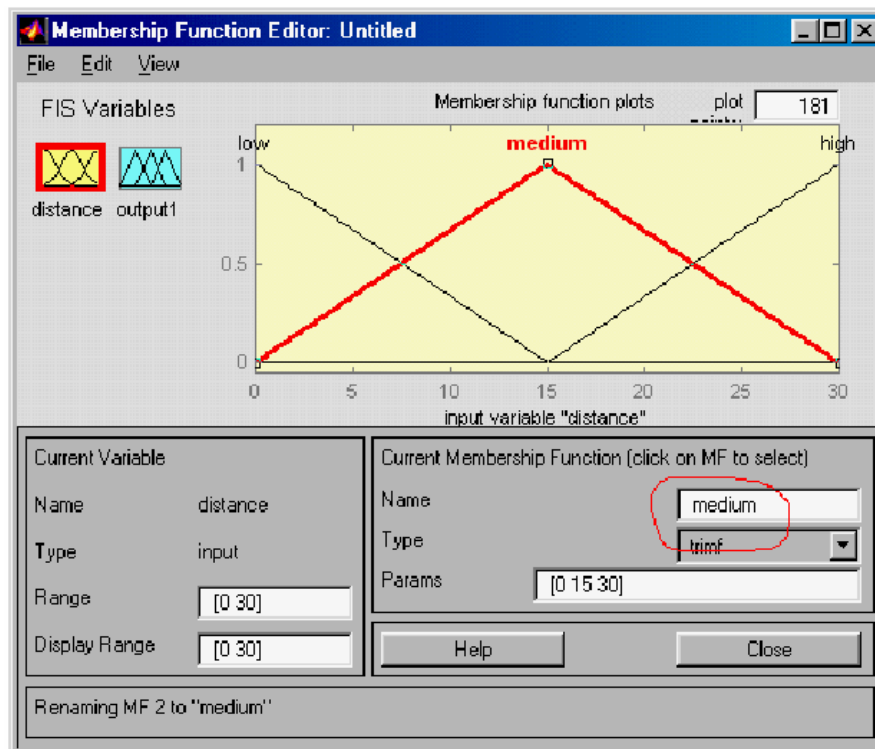 Membership Function Editor: Untitled
File Edit View
FIS Variables
Membership function plots
plot
181
distance output1
low medium high
1
0.5
0
0 5 10 15 20 25 30
input variable "distance"
Current Variable
Name distance
Type input
Range [0 30]
Display Range [0 30]
Current Membership Function (click on MF to select)
Name medium
Type trimf
Params [0 15 30]
Help Close
Renaming MF 2 to "medium"